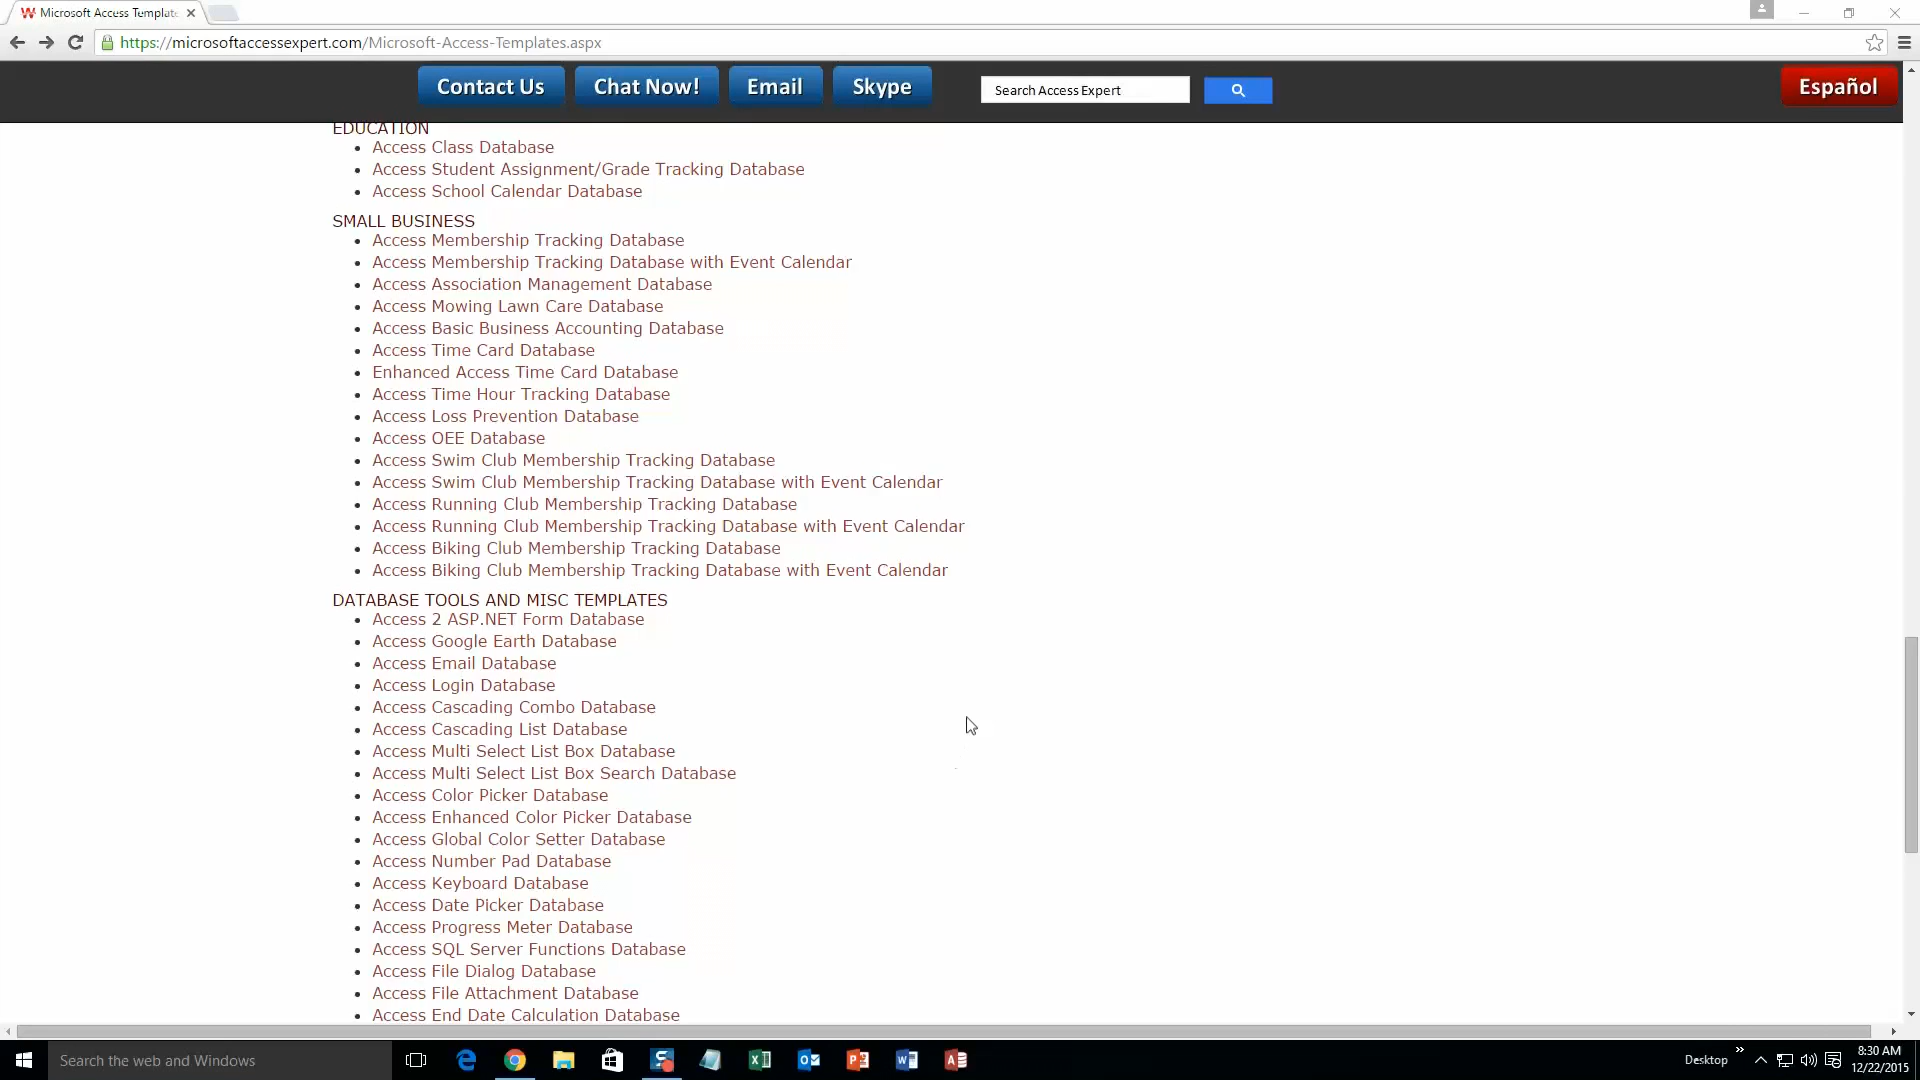 Microsoft Access Templat
https://microsoftaccessexpert.com/Microsoft-Access-Templates.aspx
Contact Us
Chat Now!
Email
Skype
Search Access Expert
Español
EDUCATION
Access Class Database
Access Student Assignment/Grade Tracking Database
Access School Calendar Database
SMALL BUSINESS
Access Membership Tracking Database
Access Membership Tracking Database with Event Calendar
Access Association Management Database
Access Mowing Lawn Care Database
Access Basic Business Accounting Database
Access Time Card Database
Enhanced Access Time Card Database
Access Time Hour Tracking Database
Access Loss Prevention Database
Access OEE Database
Access Swim Club Membership Tracking Database
Access Swim Club Membership Tracking Database with Event Calendar
Access Running Club Membership Tracking Database
Access Running Club Membership Tracking Database with Event Calendar
Access Biking Club Membership Tracking Database
Access Biking Club Membership Tracking Database with Event Calendar
DATABASE TOOLS AND MISC TEMPLATES
Access 2 ASP.NET Form Database
Access Google Earth Database
Access Email Database
Access Login Database
Access Cascading Combo Database
Access Cascading List Database
Access Multi Select List Box Database
Access Multi Select List Box Search Database
Access Color Picker Database
Access Enhanced Color Picker Database
Access Global Color Setter Database
Access Number Pad Database
Access Keyboard Database
Access Date Picker Database
Access Progress Meter Database
Access SQL Server Functions Database
Access File Dialog Database
Access File Attachment Database
Access End Date Calculation Database
Search the web and Windows
Desktop
8:30 AM
12/22/2015